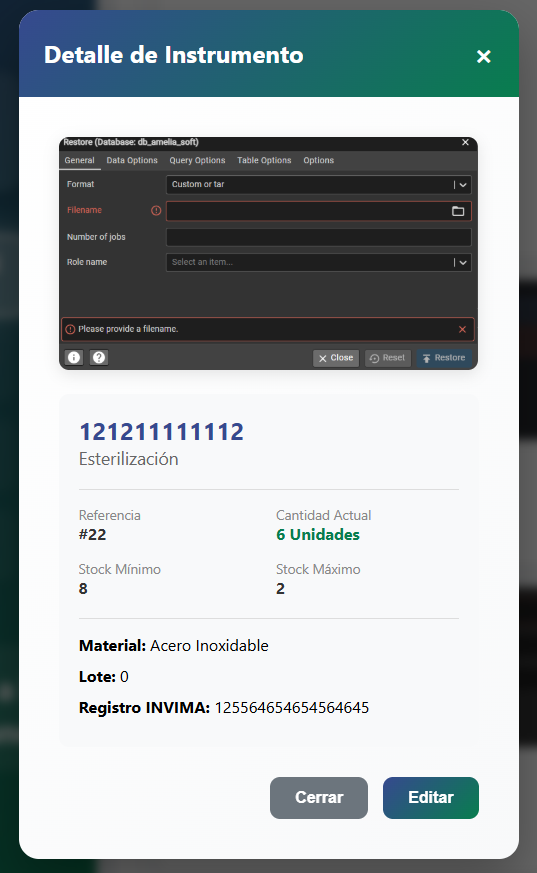 Detalle de Instrumento
×
Restore (Database: db_amelia_soft)
General Data Options Query Options Table Options Options
Format Custom or tar
Filename
Number of jobs
Role name Select an item...
Please provide a filename.
Close Reset Restore
121211111112
Esterilización
Referencia Cantidad Actual
#22 6 Unidades
Stock Mínimo Stock Máximo
8 2
Material: Acero Inoxidable
Lote: 0
Registro INVIMA: 125564654654564645
Cerrar Editar